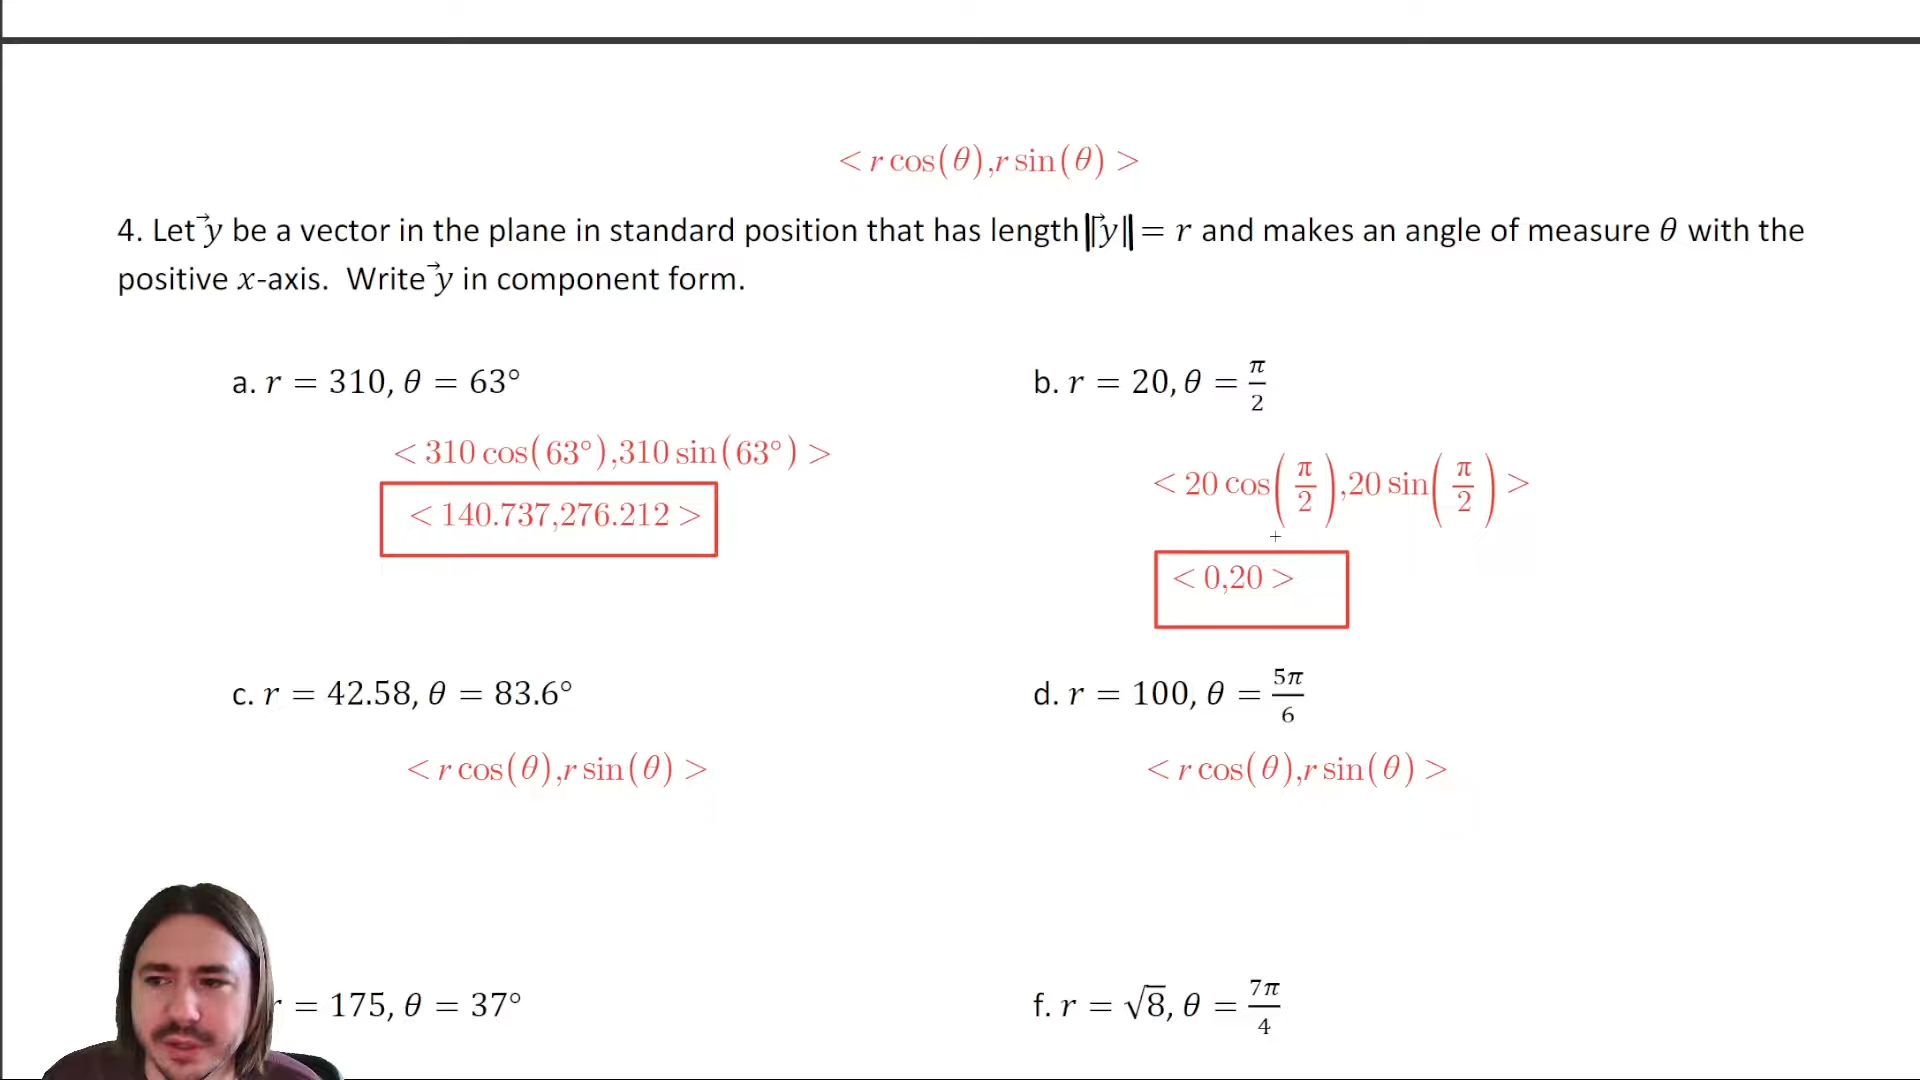 < r cos(θ),r sin(θ) >
4. Let y⃗ be a vector in the plane in standard position that has length ‖y⃗‖ = r and makes an angle of measure θ with the
positive x-axis. Write y⃗ in component form.
a. r = 310, θ = 63°
b. r = 20, θ = π/2
< 310 cos(63°),310 sin(63°) >
< 20 cos(π/2),20 sin(π/2) >
< 140.737,276.212 >
< 0,20 >
c. r = 42.58, θ = 83.6°
d. r = 100, θ = 5π/6
< r cos(θ),r sin(θ) >
< r cos(θ),r sin(θ) >
= 175, θ = 37°
f. r = √8, θ = 7π/4